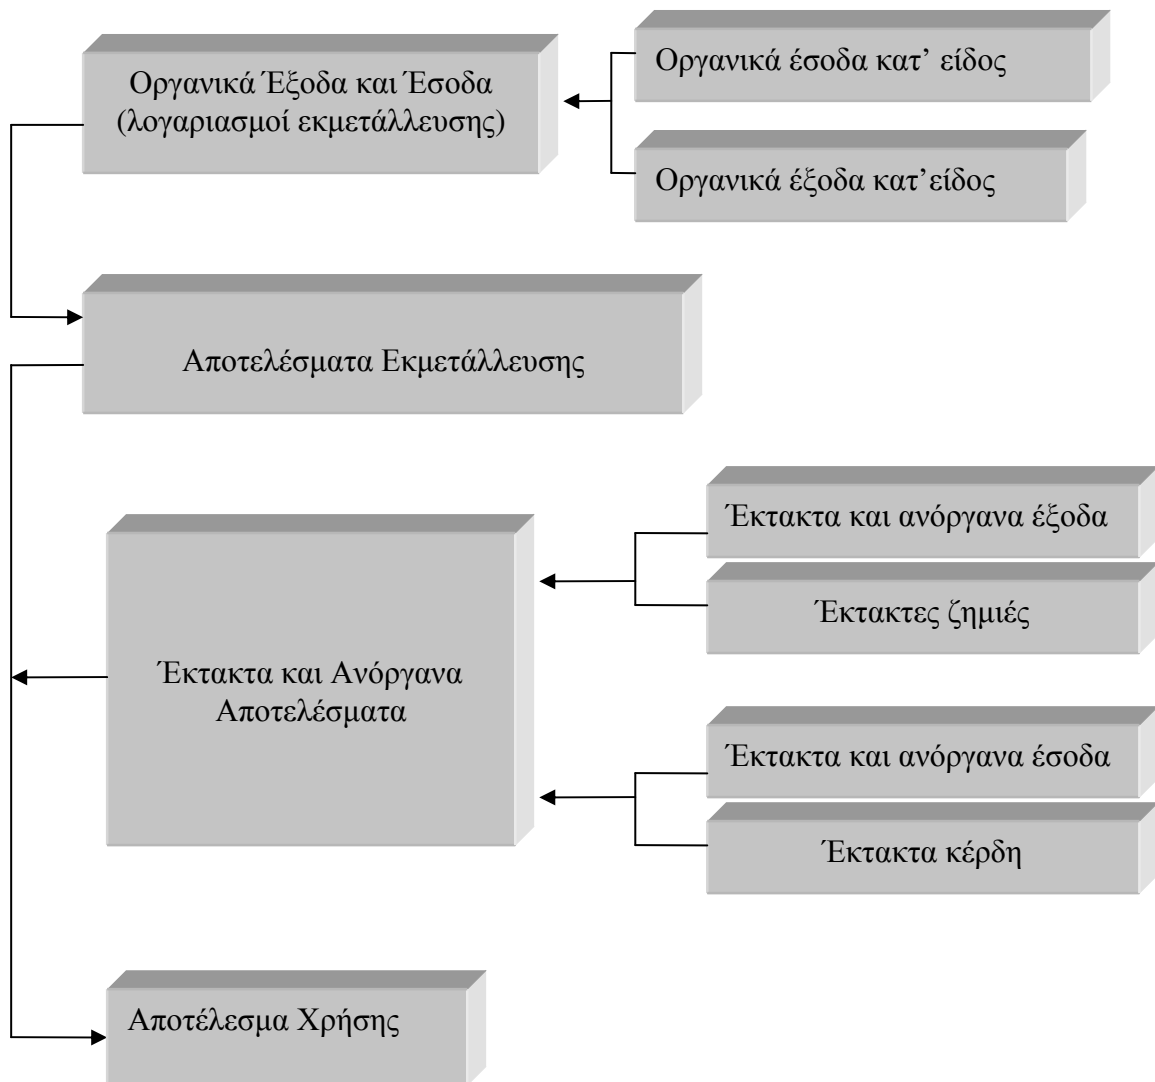 Οργανικά Έξοδα και Έσοδα
(λογαριασμοί εκμετάλλευσης)
Οργανικά έσοδα κατ’ είδος
Οργανικά έξοδα κατ’είδος
Αποτελέσματα Εκμετάλλευσης
Έκτακτα και ανόργανα έξοδα
Έκτακτες ζημιές
Έκτακτα και Ανόργανα
Αποτελέσματα
Έκτακτα και ανόργανα έσοδα
Έκτακτα κέρδη
Αποτέλεσμα Χρήσης